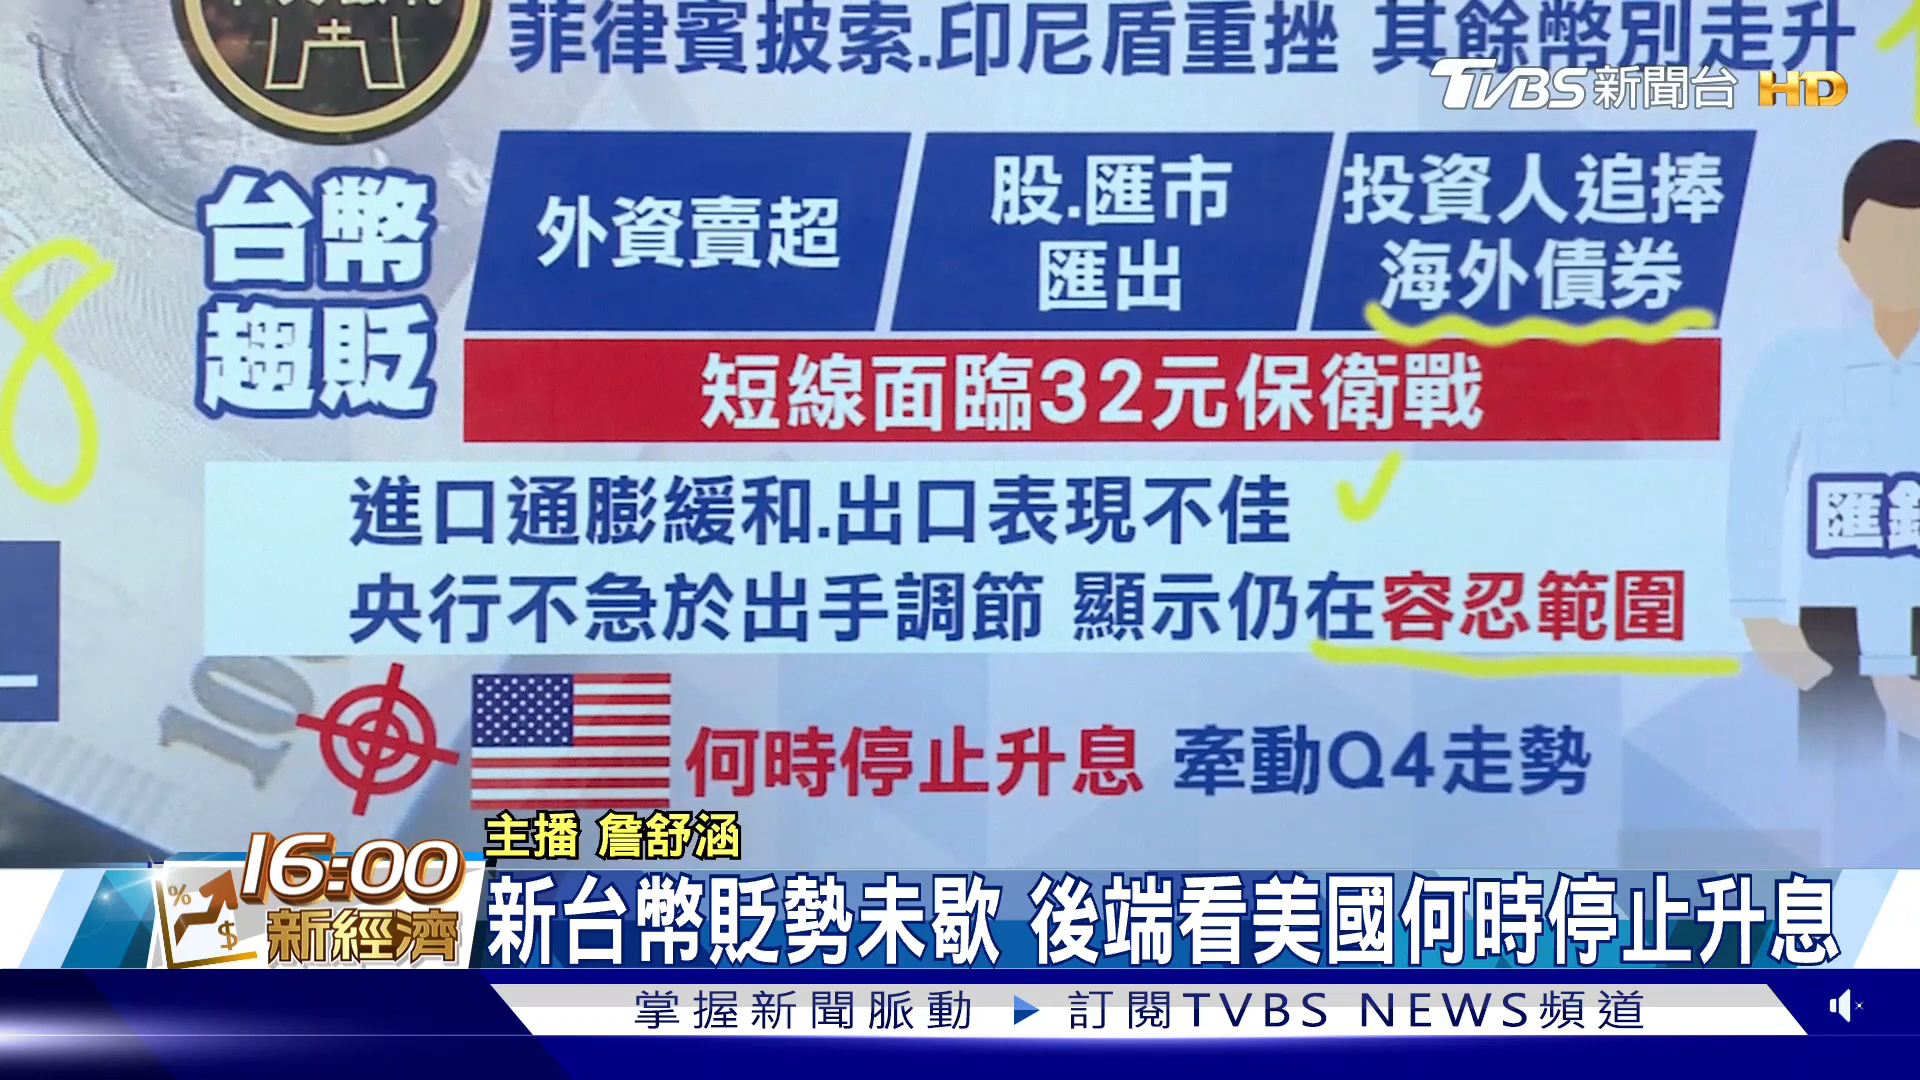 菲律賓披索.印尼盾重挫 其餘幣別走升
TVBS新聞台 HD
台幣
趨貶
外資賣超
股.匯市
匯出
投資人追捧
海外債券
8
短線面臨32元保衛戰
進口通膨緩和.出口表現不佳
央行不急於出手調節 顯示仍在容忍範圍
匯
100
何時停止升息 牽動Q4走勢
主播 詹舒涵
16:00
% $
新經濟
新台幣貶勢未歇 後端看美國何時停止升息
掌握新聞脈動 ▶ 訂閱TVBS NEWS頻道